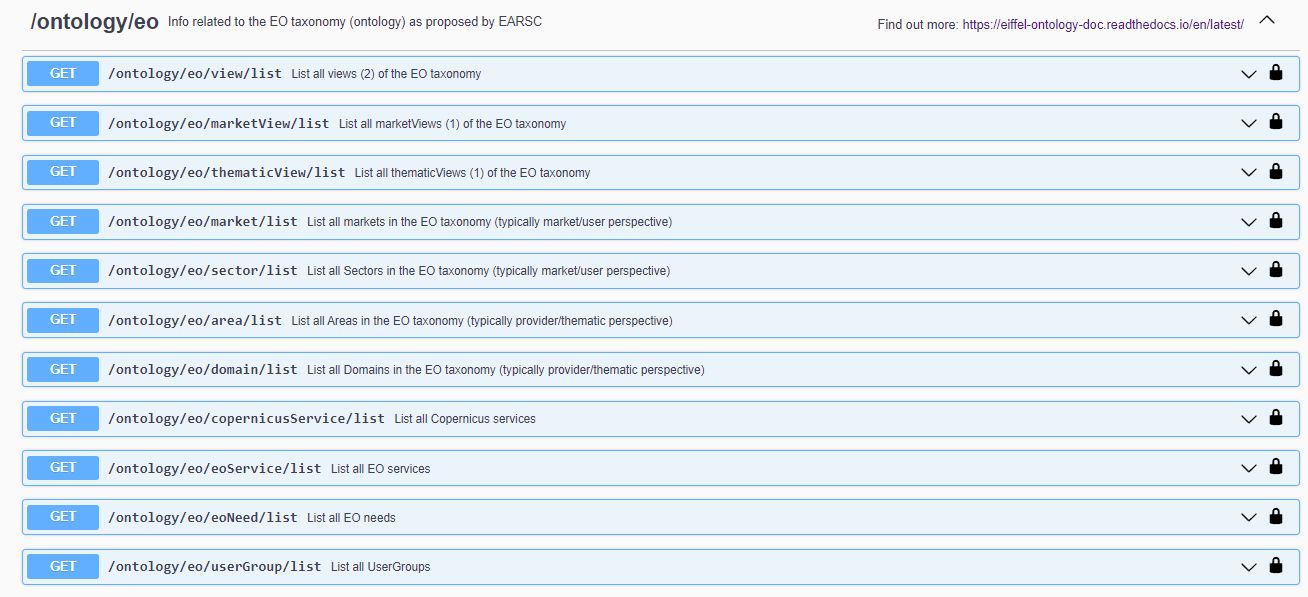 /ontology/eo Info related to the EO taxonomy (ontology) as proposed by EARSC Find out more: https://eiffel-ontology-doc.readthedocs.io/en/latest/
GET /ontology/eo/view/list List all views (2) of the EO taxonomy
GET /ontology/eo/marketView/list List all marketViews (1) of the EO taxonomy
GET /ontology/eo/thematicView/list List all thematicViews (1) of the EO taxonomy
GET /ontology/eo/market/list List all markets in the EO taxonomy (typically market/user perspective)
GET /ontology/eo/sector/list List all Sectors in the EO taxonomy (typically market/user perspective)
GET /ontology/eo/area/list List all Areas in the EO taxonomy (typically provider/thematic perspective)
GET /ontology/eo/domain/list List all Domains in the EO taxonomy (typically provider/thematic perspective)
GET /ontology/eo/copernicusService/list List all Copernicus services
GET /ontology/eo/eoService/list List all EO services
GET /ontology/eo/eoNeed/list List all EO needs
GET /ontology/eo/userGroup/list List all UserGroups